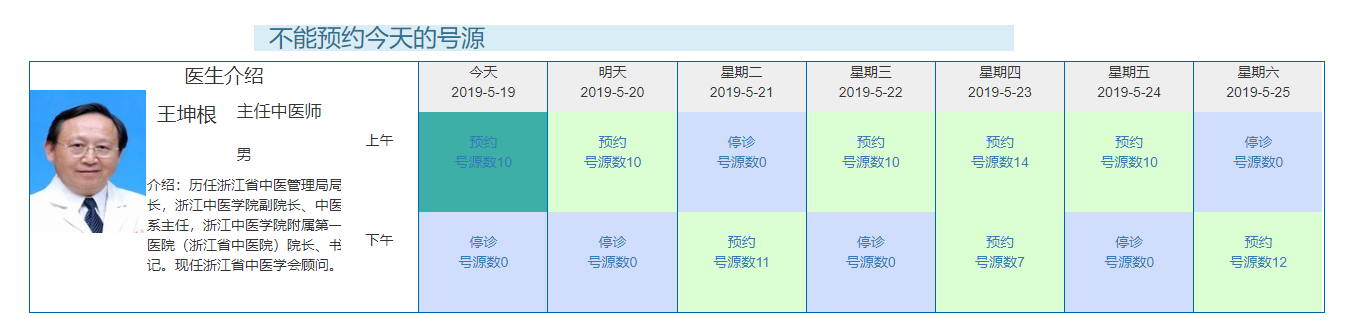 不能预约今天的号源
医生介绍
王坤根 主任中医师
男
介绍：历任浙江省中医管理局局
长，浙江中医学院副院长、中医
系主任，浙江中医学院附属第一
医院（浙江省中医院）院长、书
记。现任浙江省中医学会顾问。
今天 明天 星期二 星期三 星期四 星期五 星期六
2019-5-19 2019-5-20 2019-5-21 2019-5-22 2019-5-23 2019-5-24 2019-5-25
上午 预约 预约 停诊 预约 预约 预约 停诊
号源数10 号源数10 号源数0 号源数10 号源数14 号源数10 号源数0
下午 停诊 停诊 预约 停诊 预约 停诊 预约
号源数0 号源数0 号源数11 号源数0 号源数7 号源数0 号源数12